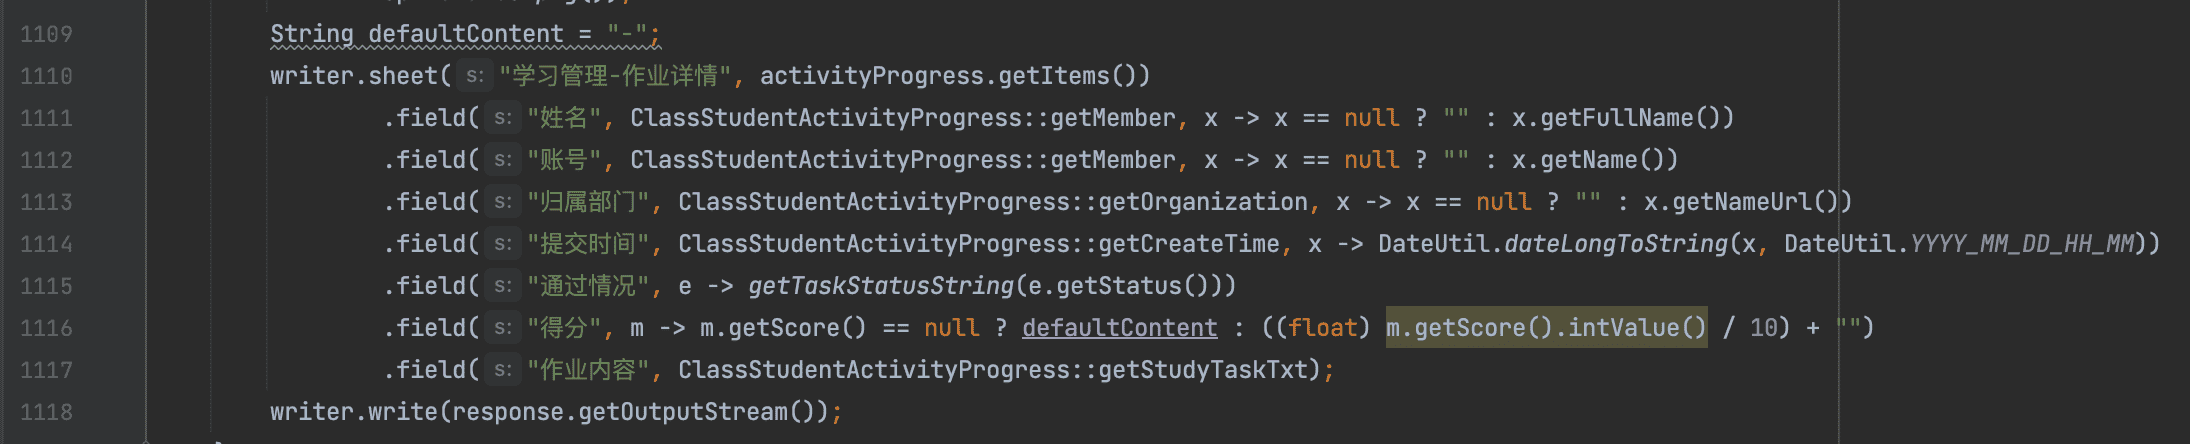 1109 String defaultContent = "-";
1110 writer.sheet( s: "学习管理-作业详情", activityProgress.getItems())
1111 .field( s: "姓名", ClassStudentActivityProgress::getMember, x -> x == null ? "" : x.getFullName())
1112 .field( s: "账号", ClassStudentActivityProgress::getMember, x -> x == null ? "" : x.getName())
1113 .field( s: "归属部门", ClassStudentActivityProgress::getOrganization, x -> x == null ? "" : x.getNameUrl())
1114 .field( s: "提交时间", ClassStudentActivityProgress::getCreateTime, x -> DateUtil.dateLongToString(x, DateUtil.YYYY_MM_DD_HH_MM))
1115 .field( s: "通过情况", e -> getTaskStatusString(e.getStatus()))
1116 .field( s: "得分", m -> m.getScore() == null ? defaultContent : ((float) m.getScore().intValue() / 10) + "")
1117 .field( s: "作业内容", ClassStudentActivityProgress::getStudyTaskTxt);
1118 writer.write(response.getOutputStream());